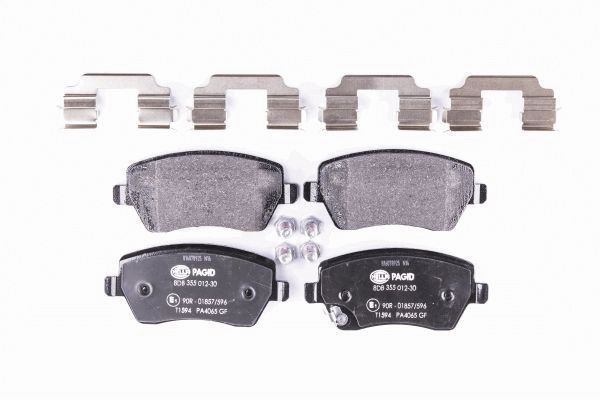 HELLA PAGID
8DB 355 012-30
E1 90R - 01857/596
T1594 PA4065 GF
HELLA PAGID
8DB 355 012-30
E1 90R - 01857/596
T1594 PA4065 GF